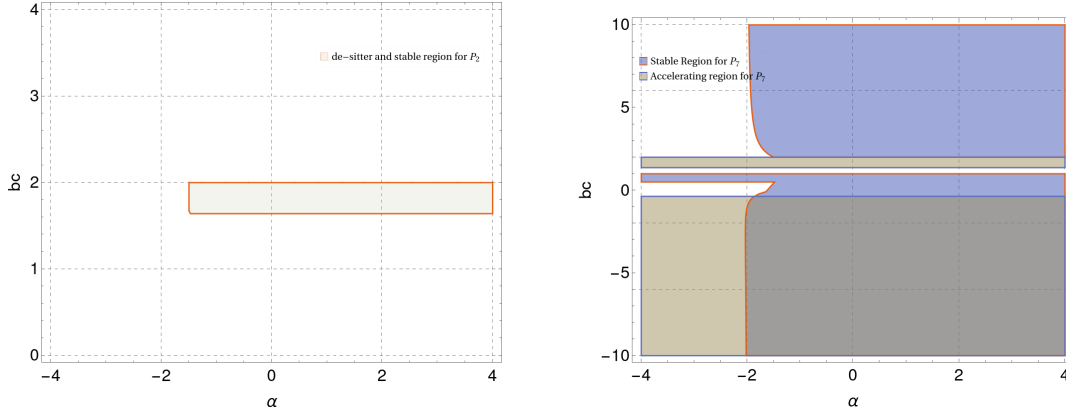 4
3
2
1
0
bc
de-sitter and stable region for P2
-4
-2
0
2
4
α
10
5
0
-5
-10
bc
Stable Region for P7
Accelerating region for P7
-4
-2
0
2
4
α